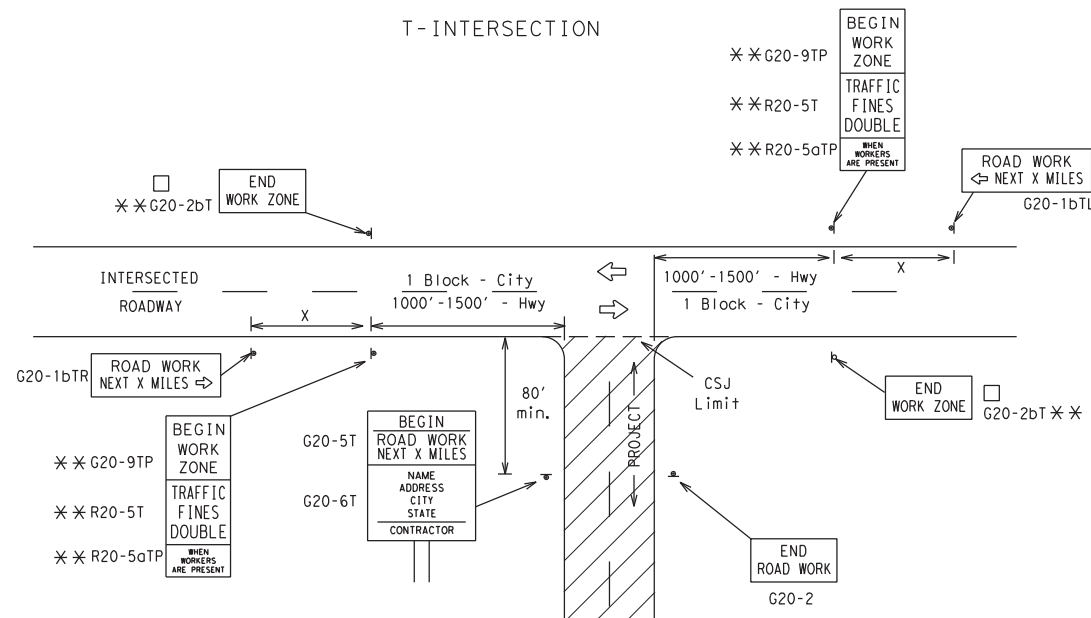 T-INTERSECTION
BEGIN
WORK
ZONE
TRAFFIC
FINES
DOUBLE
WHEN
WORKERS
ARE PRESENT
✳✳G20-9TP
✳✳R20-5T
✳✳R20-5aTP
ROAD WORK
⇦ NEXT X MILES
G20-1bTL
□
✳✳G20-2bT
END
WORK ZONE
INTERSECTED
ROADWAY
1 Block - City
1000'-1500' - Hwy
X
1000'-1500' - Hwy
1 Block - City
X
G20-1bTR
ROAD WORK
NEXT X MILES ⇨
80'
min.
PROJECT
CSJ
Limit
END
WORK ZONE
□
G20-2bT ✳✳
✳✳G20-9TP
✳✳R20-5T
✳✳R20-5aTP
BEGIN
WORK
ZONE
TRAFFIC
FINES
DOUBLE
WHEN
WORKERS
ARE PRESENT
G20-5T
G20-6T
BEGIN
ROAD WORK
NEXT X MILES
NAME
ADDRESS
CITY
STATE
CONTRACTOR
END
ROAD WORK
G20-2